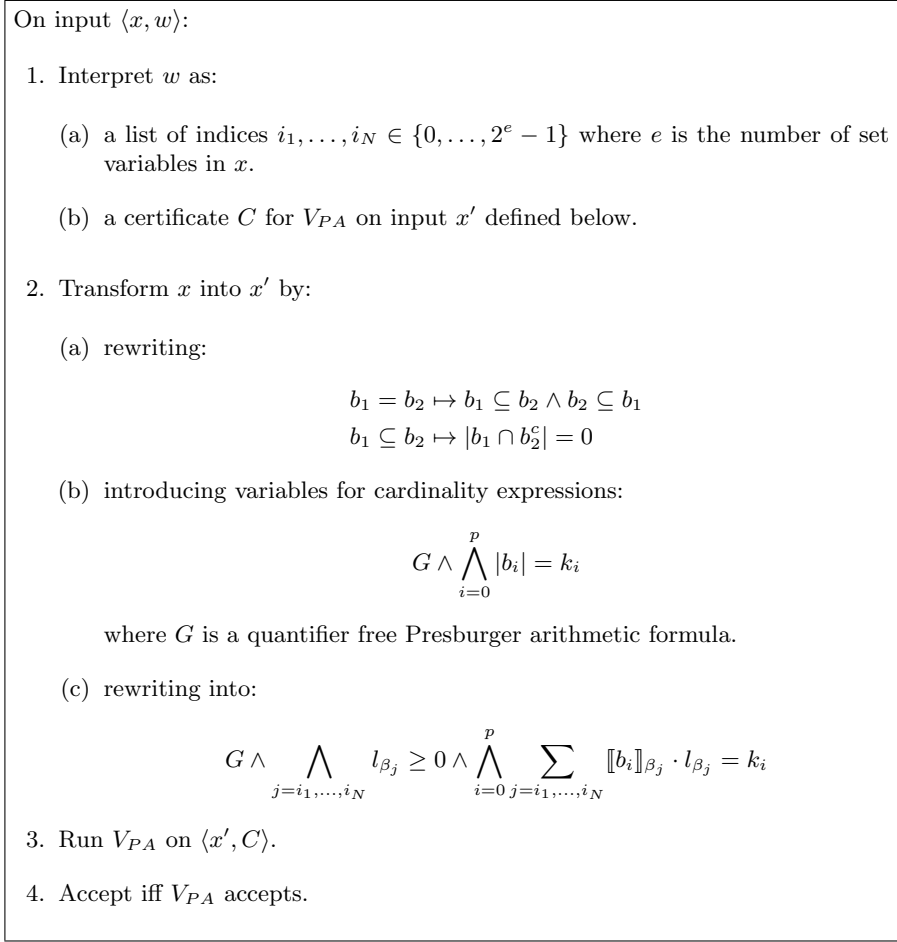 On input ⟨x, w⟩:
1. Interpret w as:
(a) a list of indices i₁, . . . , i_N ∈ {0, . . . , 2^e − 1} where e is the number of set
variables in x.
(b) a certificate C for V_PA on input x′ defined below.
2. Transform x into x′ by:
(a) rewriting:
b₁ = b₂ ↦ b₁ ⊆ b₂ ∧ b₂ ⊆ b₁
b₁ ⊆ b₂ ↦ |b₁ ∩ b₂^c| = 0
(b) introducing variables for cardinality expressions:
G ∧ ⋀_{i=0}^{p} |b_i| = k_i
where G is a quantifier free Presburger arithmetic formula.
(c) rewriting into:
G ∧ ⋀_{j=i₁,...,i_N} l_{β_j} ≥ 0 ∧ ⋀_{i=0}^{p} ∑_{j=i₁,...,i_N} ⟦b_i⟧_{β_j} · l_{β_j} = k_i
3. Run V_PA on ⟨x′, C⟩.
4. Accept iff V_PA accepts.